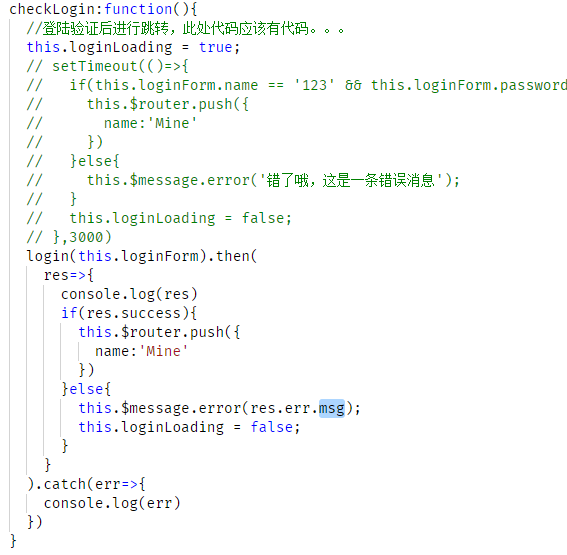 checkLogin:function(){
//登陆验证后进行跳转，此处代码应该有代码。。。
this.loginLoading = true;
// setTimeout(()=>{
// if(this.loginForm.name == '123' && this.loginForm.password
// this.$router.push({
// name:'Mine'
// })
// }else{
// this.$message.error('错了哦，这是一条错误消息');
// }
// this.loginLoading = false;
// },3000)
login(this.loginForm).then(
res=>{
console.log(res)
if(res.success){
this.$router.push({
name:'Mine'
})
}else{
this.$message.error(res.err.msg);
this.loginLoading = false;
}
}
).catch(err=>{
console.log(err)
})
}